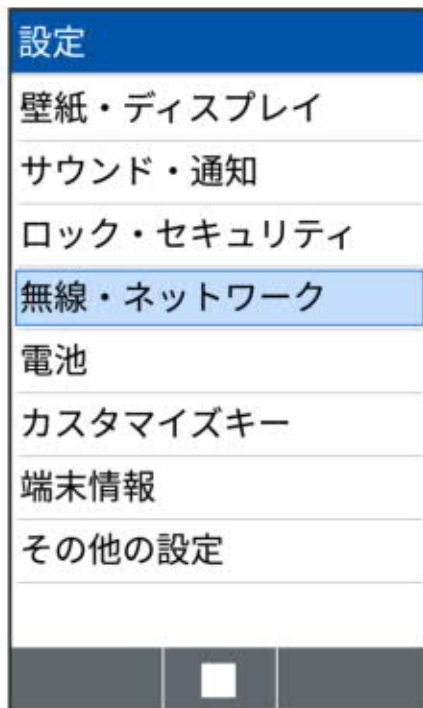 設定
壁紙・ディスプレイ
サウンド・通知
ロック・セキュリティ
無線・ネットワーク
電池
カスタマイズキー
端末情報
その他の設定